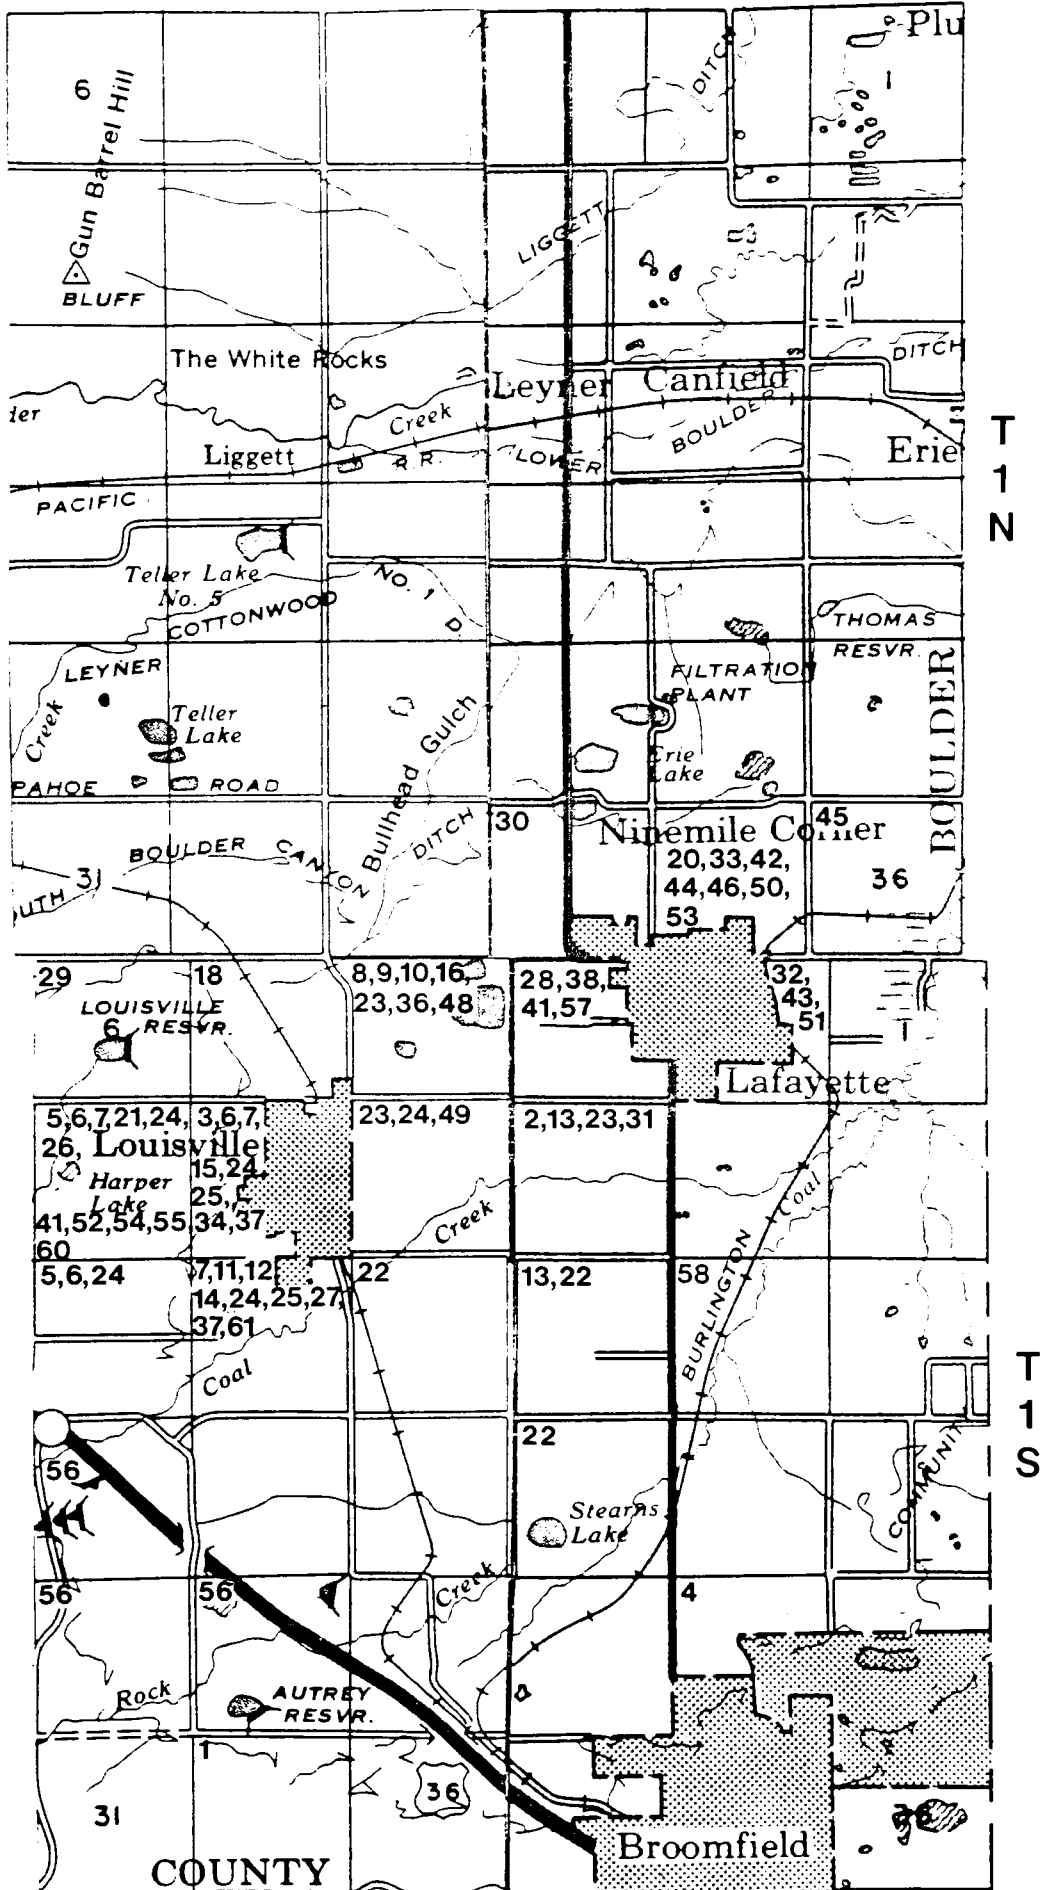 Plu
6
Gun Barrel Hill
DITCH
1
LIGGETT
BLUFF
The White Rocks
DITCH
Leyner
Canfield
der
Creek
BOULDER
T
1
N
Liggett
R.R.
LOWER
Erie
PACIFIC
Teller Lake
No. 5
NO. 1
COTTONWOOD
D
THOMAS
RESVR.
LEYNER
FILTRATION
PLANT
BOULDER
Creek
Teller
Lake
Bullhead Gulch
Erie
Lake
PAHOE
ROAD
30
Ninemile Corner
45
BOULDER
CANYON
DITCH
20,33,42,
44,46,50,
53
31
36
OUTH
29
18
8,9,10,16,
23,36,48
28,38,
41,57
32,
43,
51
LOUISVILLE
RESVR.
6
1
Lafayette
5,6,7,21,24,
3,6,7,
23,24,49
2,13,23,31
26,
Louisville
15,24,
Harper
Lake
25,
Creek
Coal
41,52,54,55,
34,37
60
5,6,24
7,11,12
22
13,22
58
14,24,25,27,
37,61
BURLINGTON
Coal
T
1
S
22
56
COMMUNIT
Stearns
Lake
56
56
Creek
4
Rock
AUTREY
RESVR.
1
36
31
36
Broomfield
COUNTY